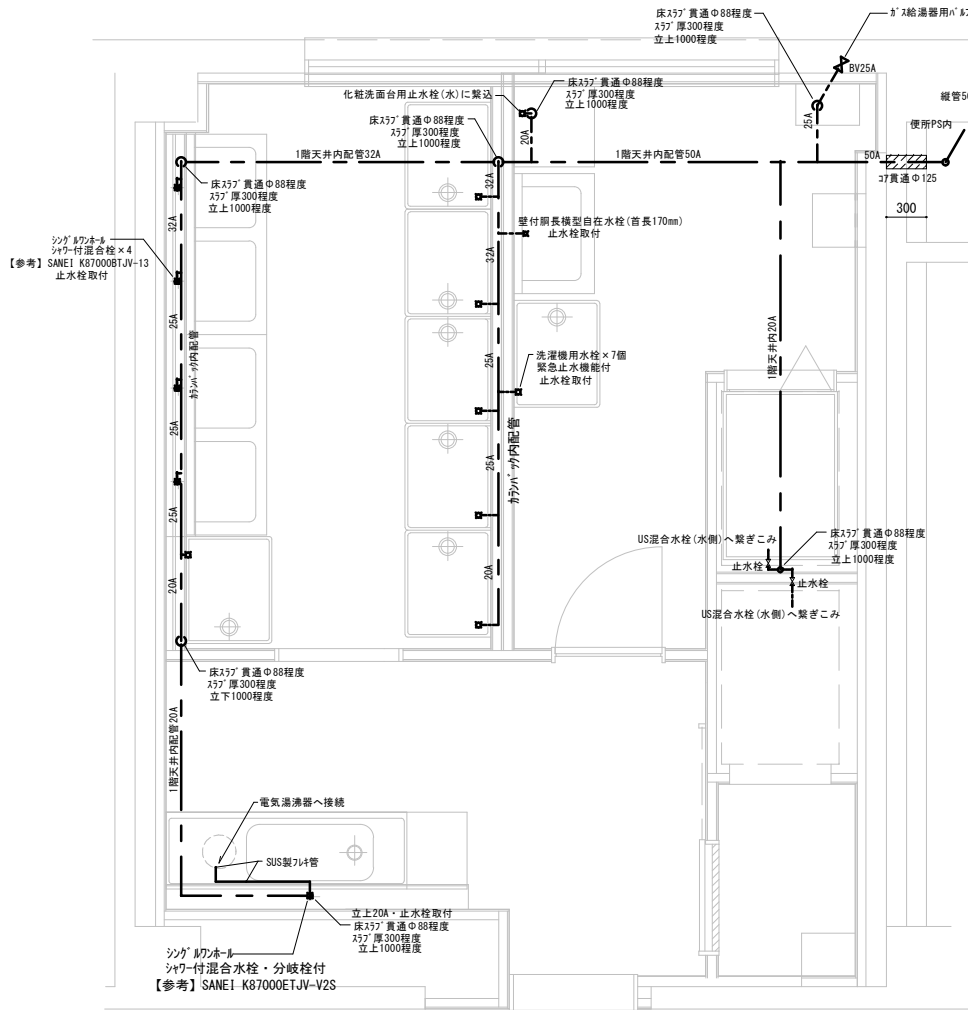 床スラブ貫通Φ88程度
スラブ厚300程度
立上1000程度
ガス給湯器用バルブ
BV25A
25A
縦管50
便所PS内
50A
コア貫通Φ125
300
化粧洗面台用止水栓(水)に繋込
床スラブ貫通Φ88程度
スラブ厚300程度
立上1000程度
20A
床スラブ貫通Φ88程度
スラブ厚300程度
立上1000程度
1階天井内配管32A
1階天井内配管50A
床スラブ貫通Φ88程度
スラブ厚300程度
立上1000程度
32A
32A
壁付胴長横型自在水栓(首長170mm)
止水栓取付
シングルワンホール
シャワー付混合栓×4
【参考】SANEI K87000BTJV-13
止水栓取付
32A
25A
カランバック内配管
25A
25A
20A
25A
洗濯機用水栓×7個
緊急止水機能付
止水栓取付
カランバック内配管
25A
20A
1階天井内20A
US混合水栓(水側)へ繋ぎこみ
止水栓
床スラブ貫通Φ88程度
スラブ厚300程度
立上1000程度
止水栓
US混合水栓(水側)へ繋ぎこみ
床スラブ貫通Φ88程度
スラブ厚300程度
立下1000程度
1階天井内配管20A
電気湯沸器へ接続
SUS製フレキ管
立上20A・止水栓取付
床スラブ貫通Φ88程度
スラブ厚300程度
立上1000程度
シングルワンホール
シャワー付混合水栓・分岐栓付
【参考】SANEI K87000ETJV-V2S